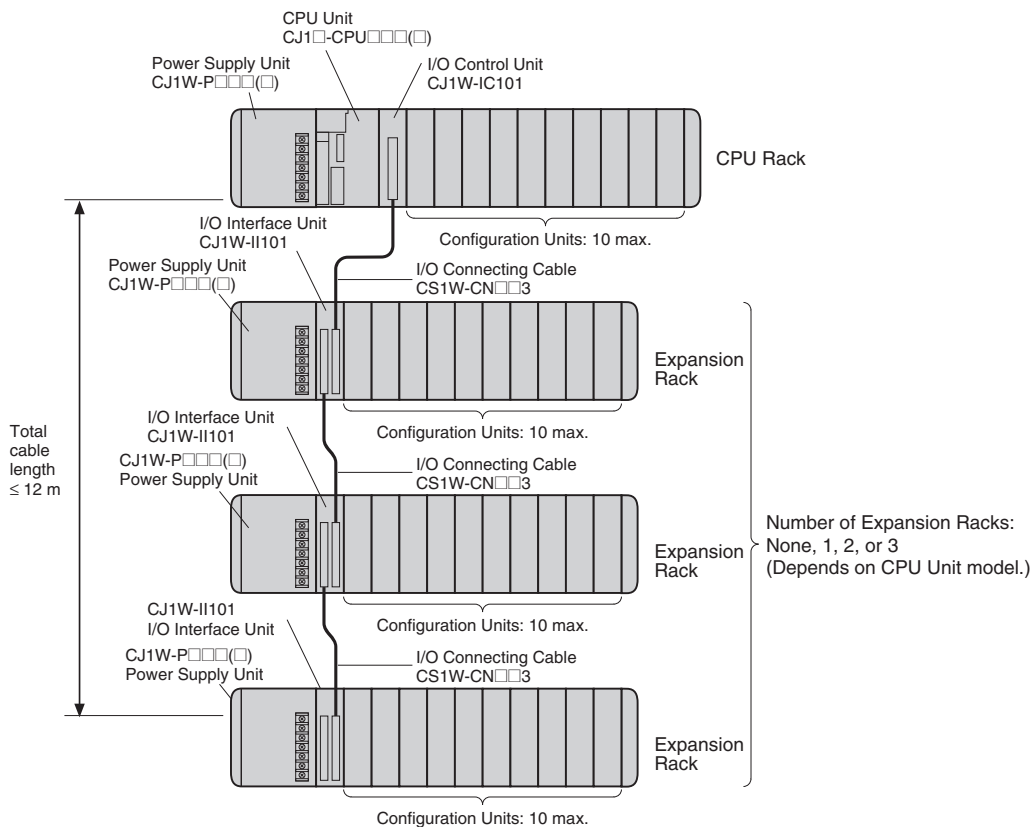 CPU Unit
CJ1□-CPU□□□(□)
Power Supply Unit
CJ1W-P□□□(□)
I/O Control Unit
CJ1W-IC101
CPU Rack
I/O Interface Unit
CJ1W-II101
Configuration Units: 10 max.
Power Supply Unit
CJ1W-P□□□(□)
I/O Connecting Cable
CS1W-CN□□3
Expansion
Rack
I/O Interface Unit
CJ1W-II101
Configuration Units: 10 max.
Total
cable
length
≤ 12 m
CJ1W-P□□□(□)
Power Supply Unit
I/O Connecting Cable
CS1W-CN□□3
Expansion
Rack
Number of Expansion Racks:
None, 1, 2, or 3
(Depends on CPU Unit model.)
CJ1W-II101
I/O Interface Unit
Configuration Units: 10 max.
CJ1W-P□□□(□)
Power Supply Unit
I/O Connecting Cable
CS1W-CN□□3
Expansion
Rack
Configuration Units: 10 max.